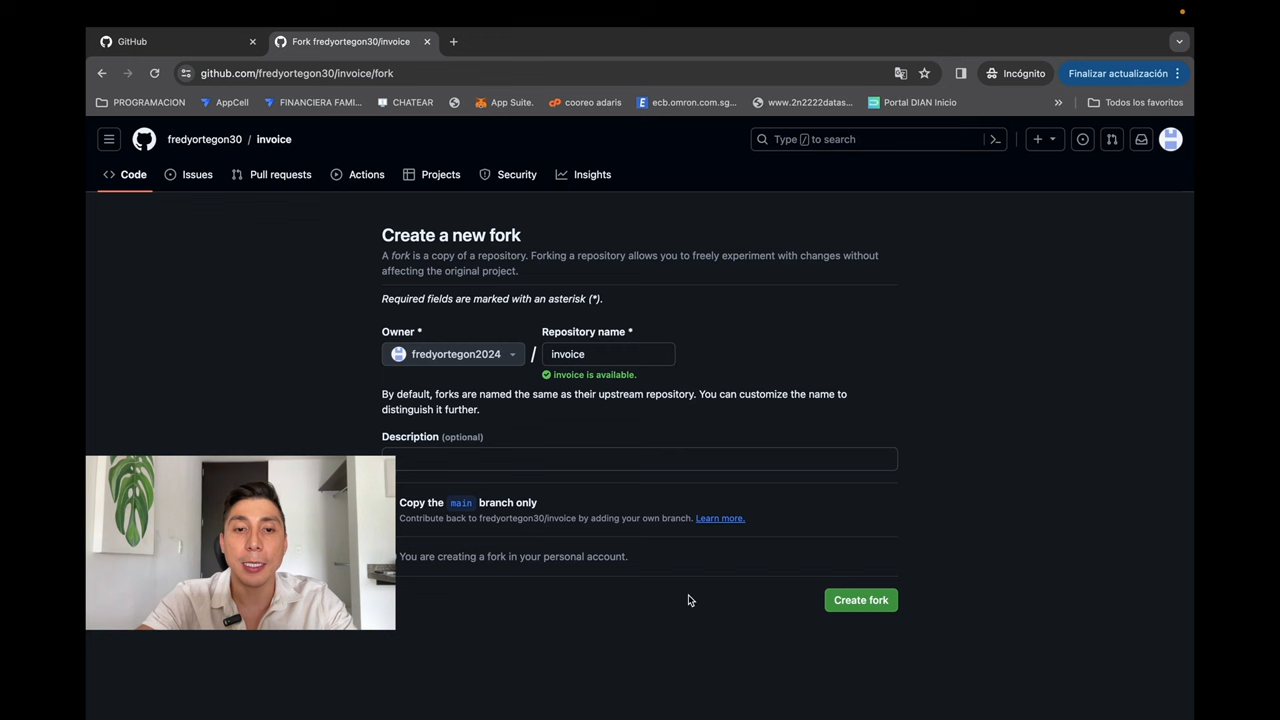 GitHub
Fork fredyortegon30/invoice
github.com/fredyortegon30/invoice/fork
Incógnito
Finalizar actualización
PROGRAMACION
AppCell
FINANCIERA FAMI...
CHATEAR
App Suite.
cooreo adaris
ecb.omron.com.sg...
www.2n2222datas...
Portal DIAN Inicio
»
Todos los favoritos
fredyortegon30 / invoice
Type / to search
Code
Issues
Pull requests
Actions
Projects
Security
Insights
Create a new fork
A fork is a copy of a repository. Forking a repository allows you to freely experiment with changes without
affecting the original project.
Required fields are marked with an asterisk (*).
Owner *
Repository name *
fredyortegon2024
/
invoice
invoice is available.
By default, forks are named the same as their upstream repository. You can customize the name to
distinguish it further.
Description (optional)
Copy the main branch only
Contribute back to fredyortegon30/invoice by adding your own branch. Learn more.
You are creating a fork in your personal account.
Create fork